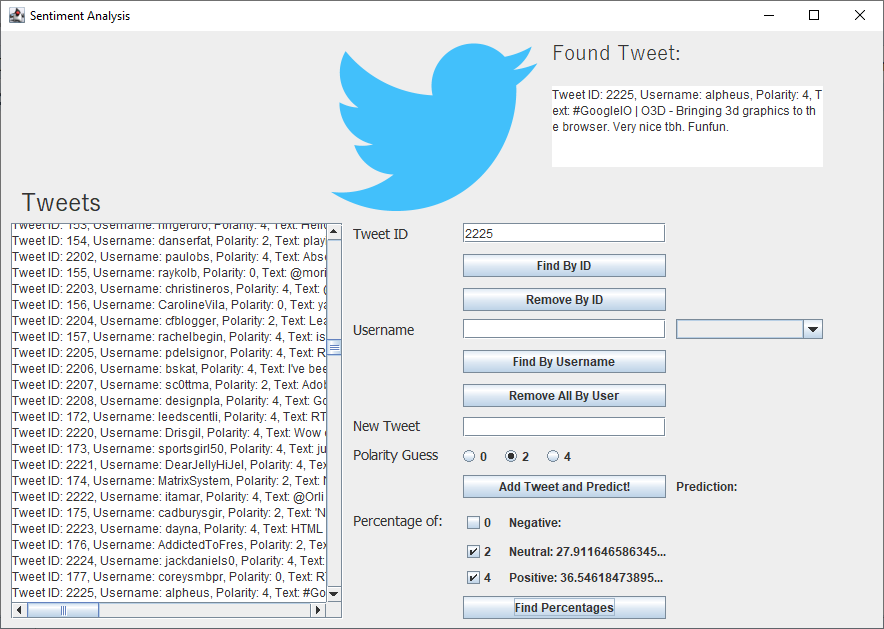 Sentiment Analysis
Found Tweet:
Tweet ID: 2225, Username: alpheus, Polarity: 4, T
ext: #GoogleIO | O3D - Bringing 3d graphics to th
e browser. Very nice tbh. Funfun.
Tweets
Tweet ID: 153, Username: ringerdro, Polarity: 4, Text: Hello
Tweet ID: 154, Username: danserfat, Polarity: 2, Text: play
Tweet ID: 2202, Username: paulobs, Polarity: 4, Text: Abso
Tweet ID: 155, Username: raykolb, Polarity: 0, Text: @mori
Tweet ID: 2203, Username: christineros, Polarity: 4, Text: (
Tweet ID: 156, Username: CarolineVila, Polarity: 0, Text: ya
Tweet ID: 2204, Username: cfblogger, Polarity: 2, Text: Lea
Tweet ID: 157, Username: rachelbegin, Polarity: 4, Text: is
Tweet ID: 2205, Username: pdelsignor, Polarity: 4, Text: R
Tweet ID: 2206, Username: bskat, Polarity: 4, Text: I've bee
Tweet ID: 2207, Username: sc0ttma, Polarity: 2, Text: Adob
Tweet ID: 2208, Username: designpla, Polarity: 4, Text: Go
Tweet ID: 172, Username: leedscentli, Polarity: 4, Text: RT
Tweet ID: 2220, Username: Drisgil, Polarity: 4, Text: Wow
Tweet ID: 173, Username: sportsgirl50, Polarity: 4, Text: ju
Tweet ID: 2221, Username: DearJellyHiJel, Polarity: 4, Tex
Tweet ID: 174, Username: MatrixSystem, Polarity: 2, Text:
Tweet ID: 2222, Username: itamar, Polarity: 4, Text: @Orli
Tweet ID: 175, Username: cadburysgir, Polarity: 2, Text: 'N
Tweet ID: 2223, Username: dayna, Polarity: 4, Text: HTML
Tweet ID: 176, Username: AddictedToFres, Polarity: 2, Tex
Tweet ID: 2224, Username: jackdaniels0, Polarity: 4, Text:
Tweet ID: 177, Username: coreysmbpr, Polarity: 0, Text: R
Tweet ID: 2225, Username: alpheus, Polarity: 4, Text: #Go
Tweet ID 2225
Find By ID
Remove By ID
Username
Find By Username
Remove All By User
New Tweet
Polarity Guess 0 2 4
Add Tweet and Predict! Prediction:
Percentage of: 0 Negative:
2 Neutral: 27.911646586345...
4 Positive: 36.54618473895...
Find Percentages